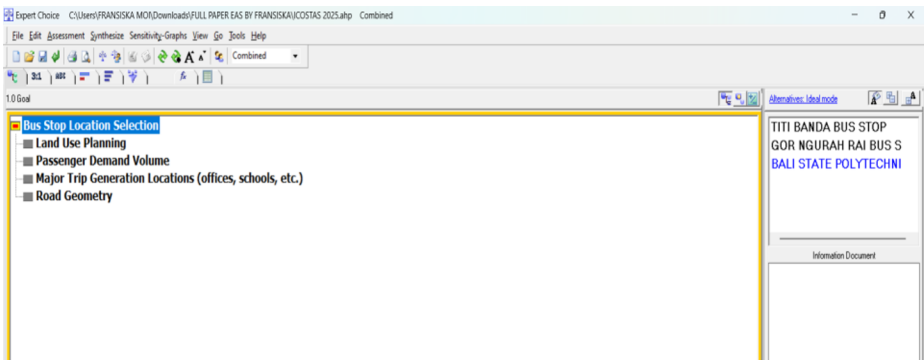 Expert Choice C:\Users\FRANSISKA MOI\Downloads\FULL PAPER EAS BY FRANSISKA\ICOSTAS 2025.ahp Combined
File Edit Assessment Synthesize Sensitivity-Graphs View Go Tools Help
Combined
3:1 ABC
1.0 Goal
Alternatives: Ideal mode
Bus Stop Location Selection
Land Use Planning
Passenger Demand Volume
Major Trip Generation Locations (offices, schools, etc.)
Road Geometry
TITI BANDA BUS STOP
GOR NGURAH RAI BUS S
BALI STATE POLYTECHNI
Information Document